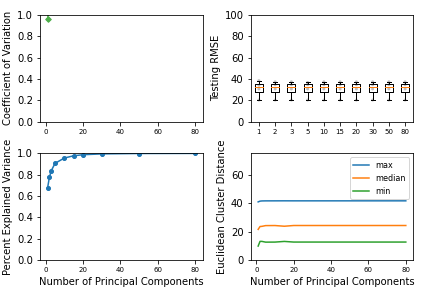 Coefficient of Variation
1.0
0.8
0.6
0.4
0.2
0.0
0 20 40 60 80
Testing RMSE
100
80
60
40
20
0
1 2 3 5 10 15 20 30 50 80
Percent Explained Variance
1.0
0.8
0.6
0.4
0.2
0.0
0 20 40 60 80
Number of Principal Components
Euclidean Cluster Distance
60
40
20
0
max
median
min
0 20 40 60 80
Number of Principal Components